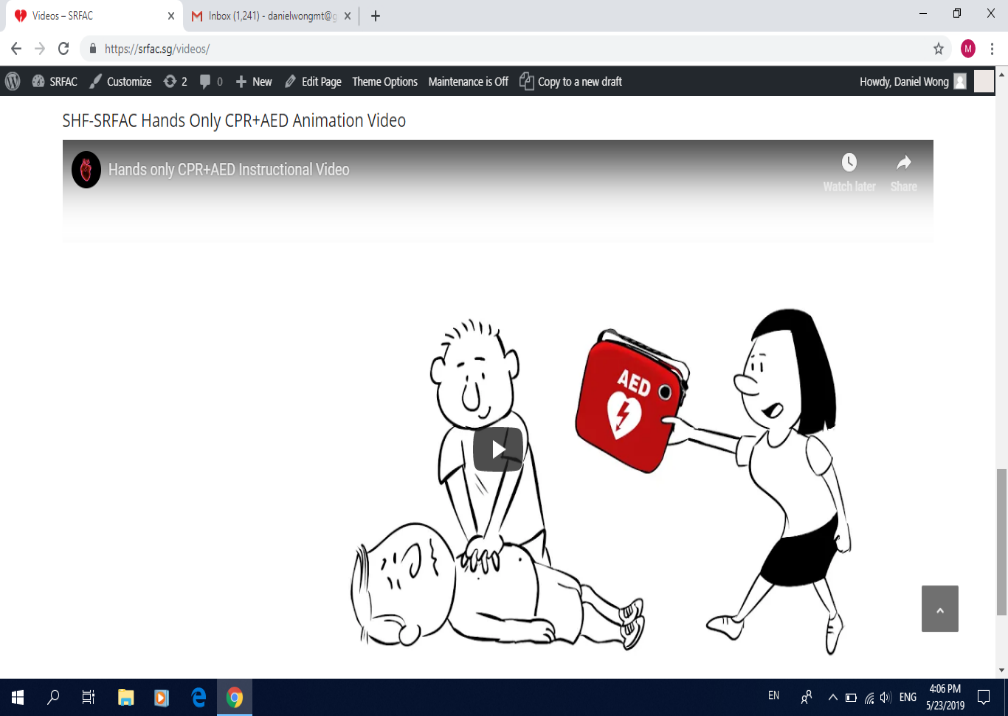 Videos – SRFAC
Inbox (1,241) - danielwongmt@g
https://srfac.sg/videos/
M
SRFAC Customize 2 0 New Edit Page Theme Options Maintenance is Off Copy to a new draft Howdy, Daniel Wong
SHF-SRFAC Hands Only CPR+AED Animation Video
Hands only CPR+AED Instructional Video
Watch later Share
AED
EN ENG 4:06 PM
5/23/2019